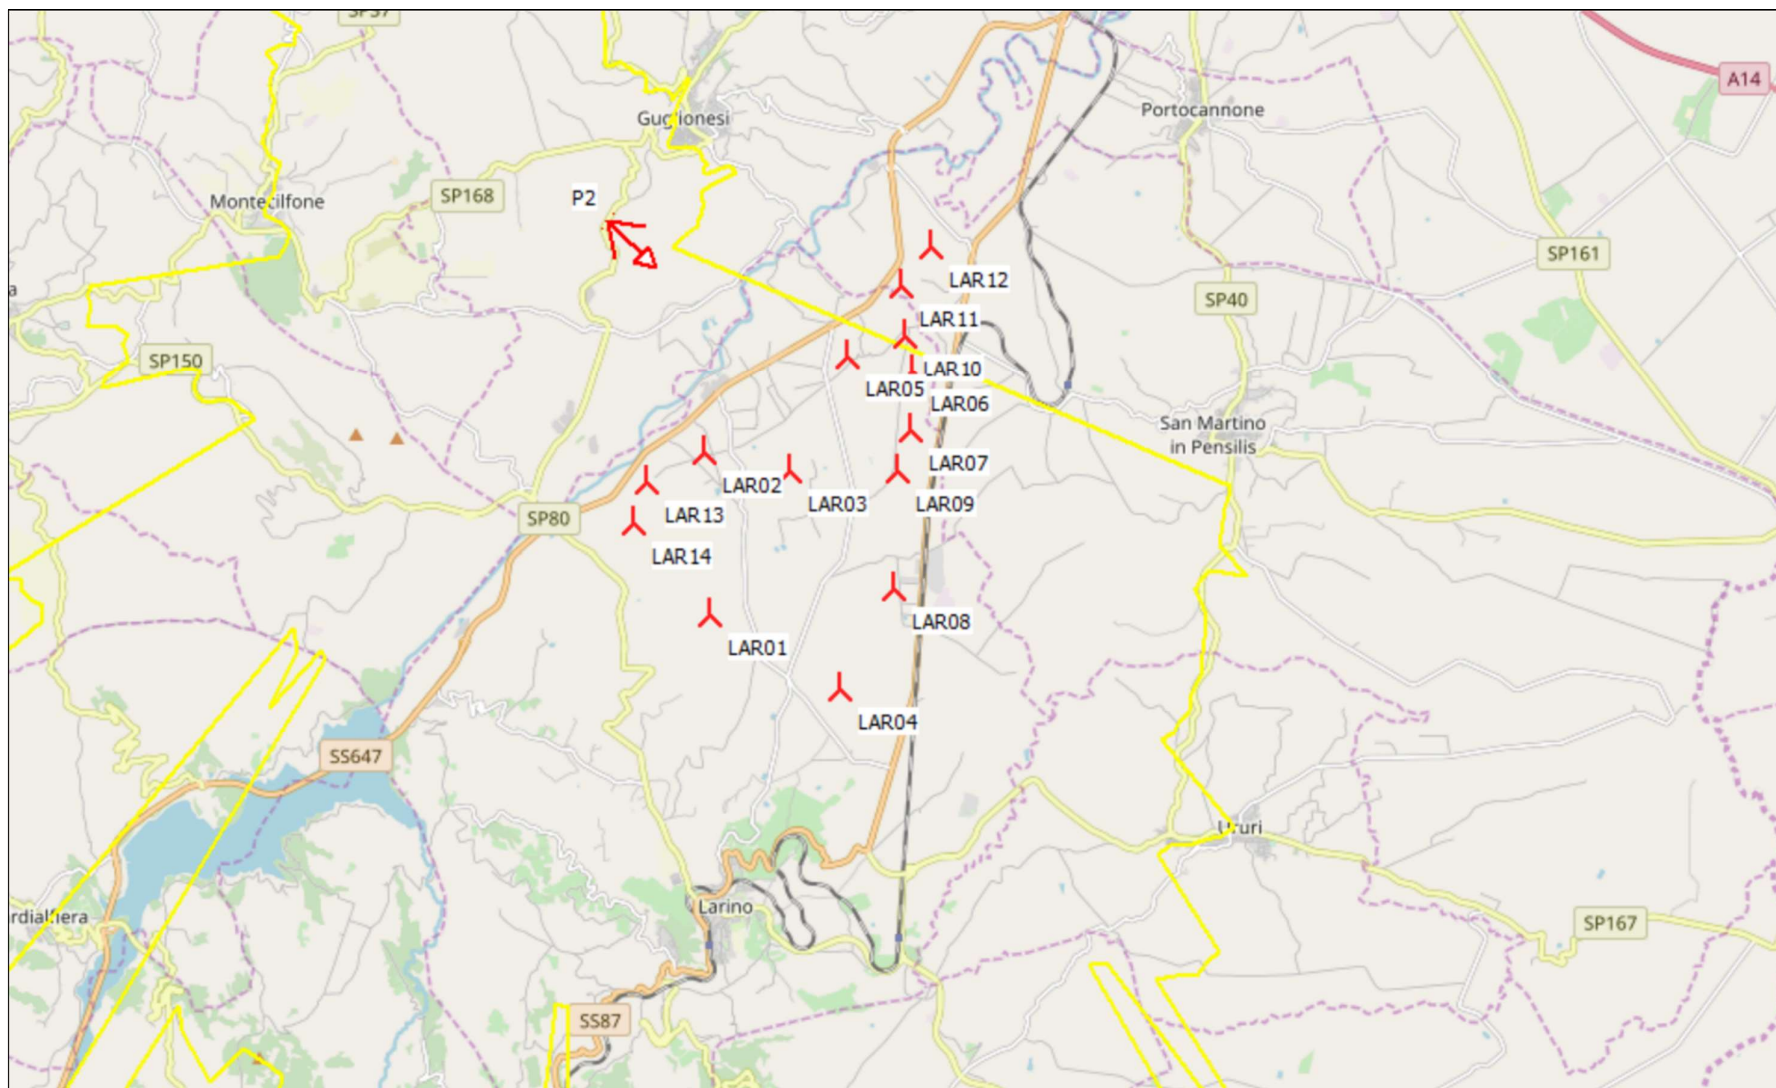 SP37
A14
Guglionesi
Portocannone
SP168
P2
Montecilfone
SP161
LAR12
SP40
a
LAR11
SP150
LAR10
LAR05
LAR06
San Martino
in Pensilis
LAR07
LAR02
LAR03
LAR09
LAR13
SP80
LAR14
LAR08
LAR01
LAR04
SS647
Ururi
Larino
ardialfiera
SP167
SS87